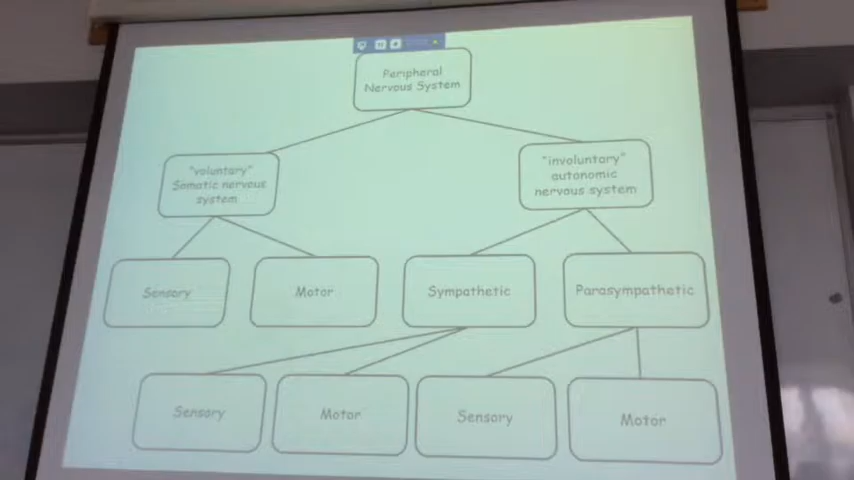 Peripheral
Nervous System
"voluntary"
Somatic nervous
system
"involuntary"
autonomic
nervous system
Sensory
Motor
Sympathetic
Parasympathetic
Sensory
Motor
Sensory
Motor